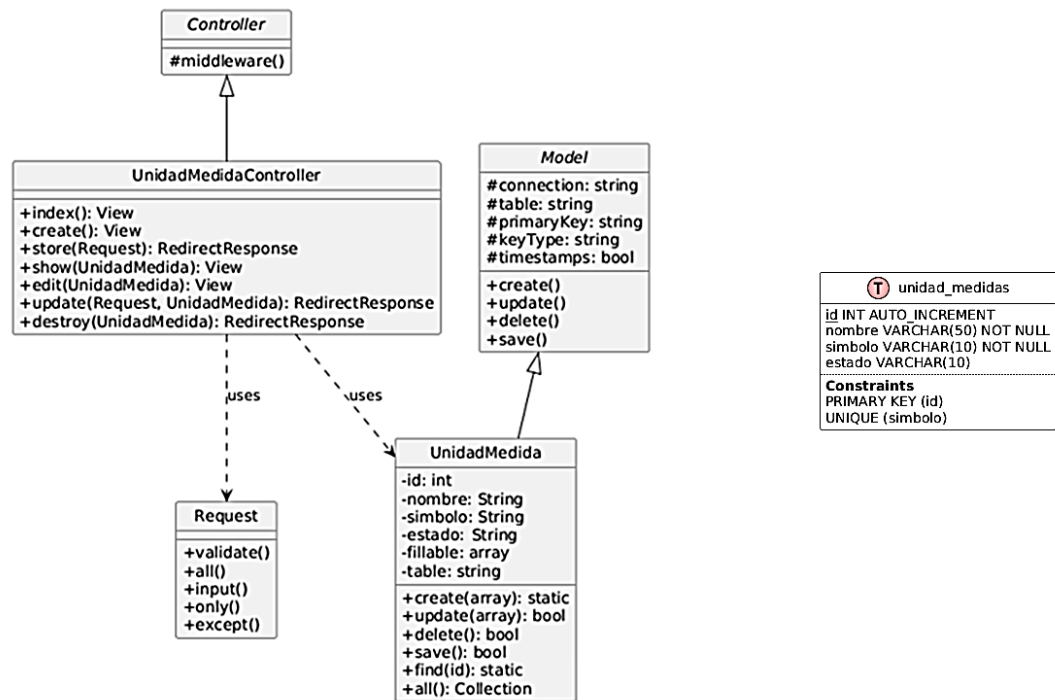 Controller
#middleware()
UnidadMedidaController
+index(): View
+create(): View
+store(Request): RedirectResponse
+show(UnidadMedida): View
+edit(UnidadMedida): View
+update(Request, UnidadMedida): RedirectResponse
+destroy(UnidadMedida): RedirectResponse
Model
#connection: string
#table: string
#primaryKey: string
#keyType: string
#timestamps: bool
+create()
+update()
+delete()
+save()
T unidad_medidas
id INT AUTO_INCREMENT
nombre VARCHAR(50) NOT NULL
simbolo VARCHAR(10) NOT NULL
estado VARCHAR(10)
Constraints
PRIMARY KEY (id)
UNIQUE (simbolo)
uses
uses
Request
+validate()
+all()
+input()
+only()
+except()
UnidadMedida
-id: int
-nombre: String
-simbolo: String
-estado: String
-fillable: array
-table: string
+create(array): static
+update(array): bool
+delete(): bool
+save(): bool
+find(id): static
+all(): Collection